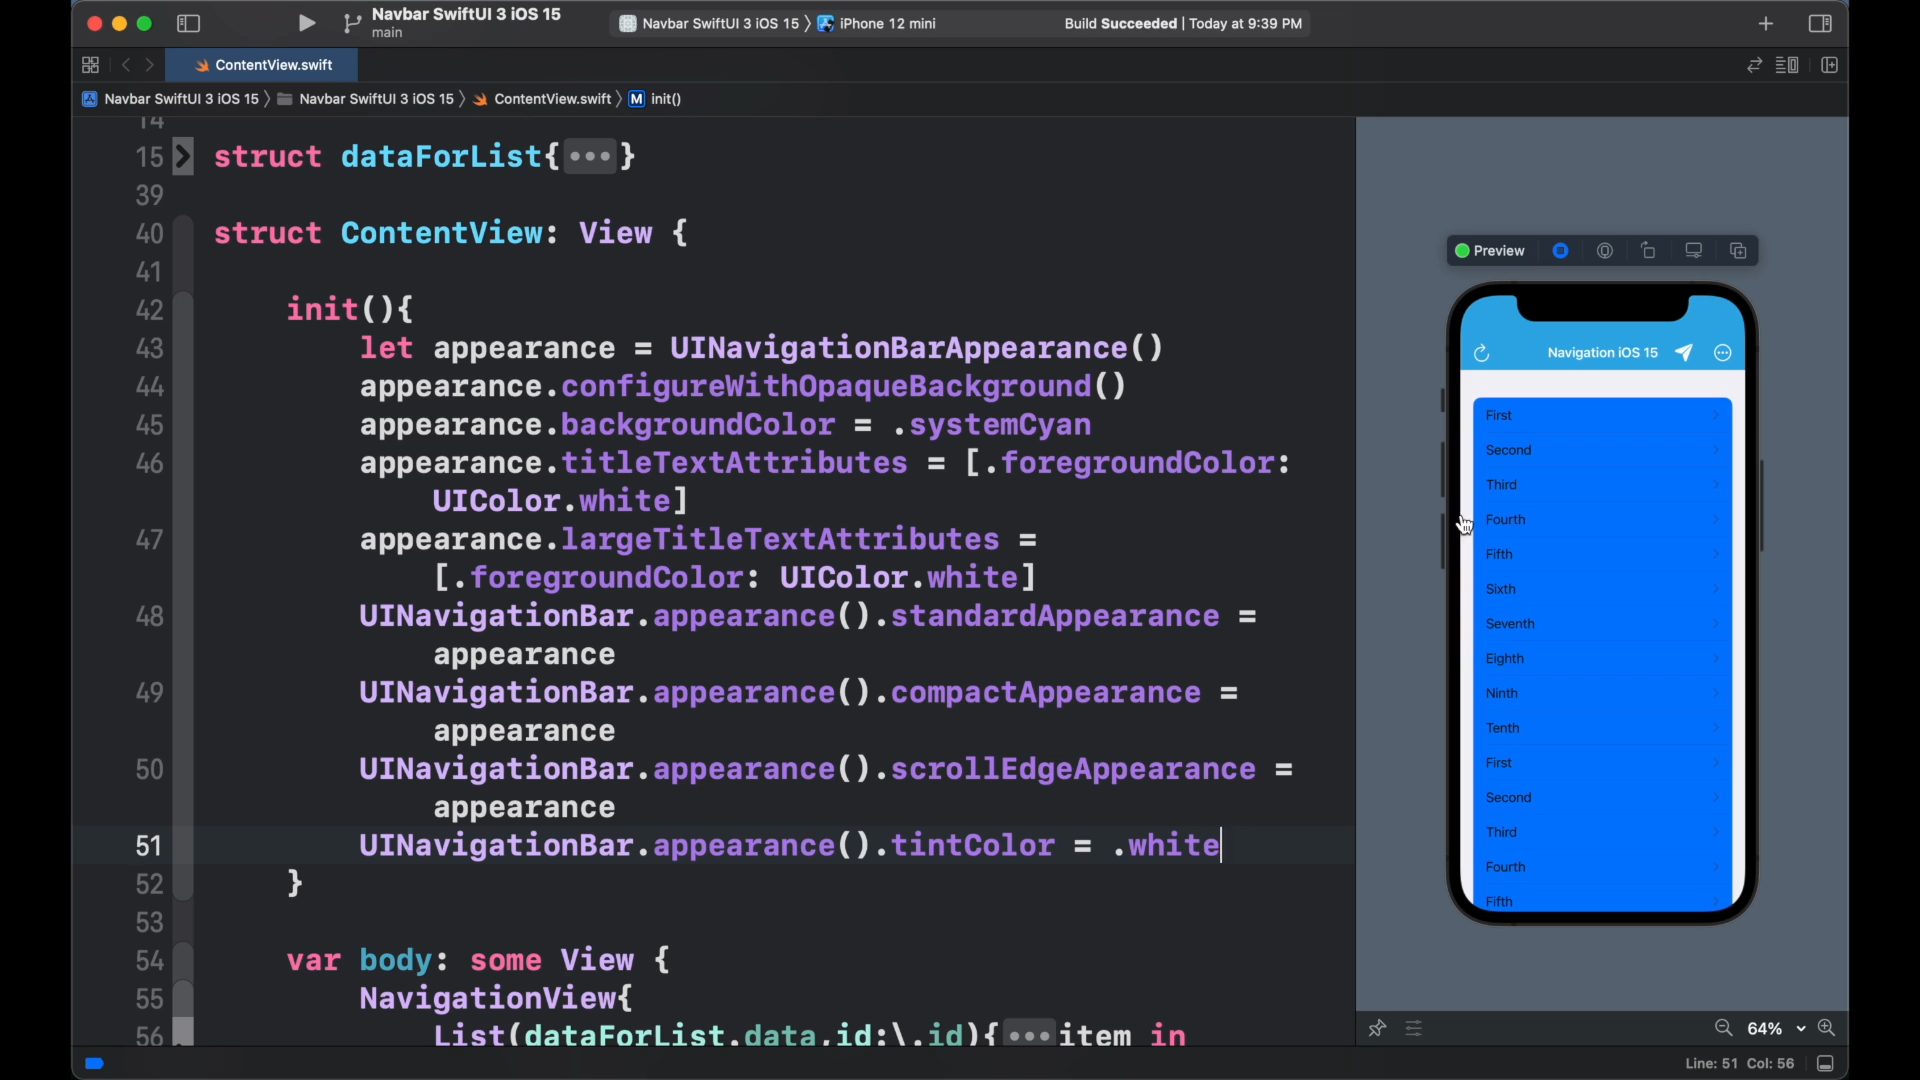 Navbar SwiftUI 3 iOS 15
main
Navbar SwiftUI 3 iOS 15 〉 iPhone 12 mini
Build Succeeded | Today at 9:39 PM
ContentView.swift
Navbar SwiftUI 3 iOS 15 〉 Navbar SwiftUI 3 iOS 15 〉 ContentView.swift 〉 M init()
14
15 struct dataForList{•••}
39
40 struct ContentView: View {
41
42 init(){
43 let appearance = UINavigationBarAppearance()
44 appearance.configureWithOpaqueBackground()
45 appearance.backgroundColor = .systemCyan
46 appearance.titleTextAttributes = [.foregroundColor:
UIColor.white]
47 appearance.largeTitleTextAttributes =
[.foregroundColor: UIColor.white]
48 UINavigationBar.appearance().standardAppearance =
appearance
49 UINavigationBar.appearance().compactAppearance =
appearance
50 UINavigationBar.appearance().scrollEdgeAppearance =
appearance
51 UINavigationBar.appearance().tintColor = .white
52 }
53
54 var body: some View {
55 NavigationView{
56 List(dataForList.data,id:\.id){•••item in
Preview
Navigation iOS 15
First
Second
Third
Fourth
Fifth
Sixth
Seventh
Eighth
Ninth
Tenth
First
Second
Third
Fourth
Fifth
64%
Line: 51 Col: 56